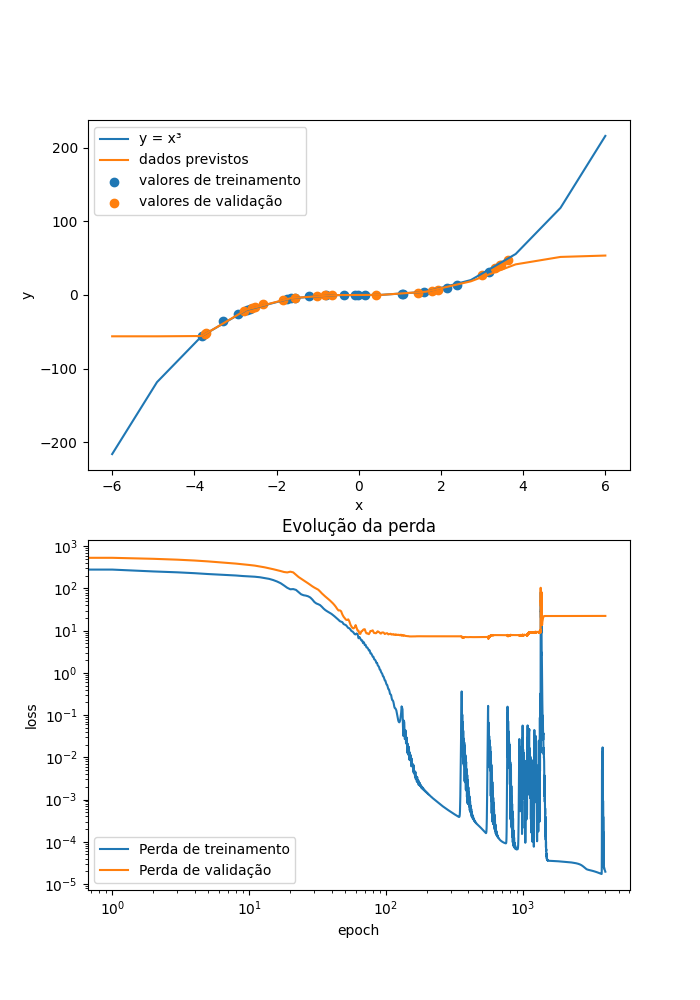 y = x³
dados previstos
valores de treinamento
valores de validação
200
100
0
−100
−200
y
−6 −4 −2 0 2 4 6
x
Evolução da perda
10³
10²
10¹
10⁰
10⁻¹
10⁻²
10⁻³
10⁻⁴
10⁻⁵
loss
Perda de treinamento
Perda de validação
10⁰ 10¹ 10² 10³
epoch